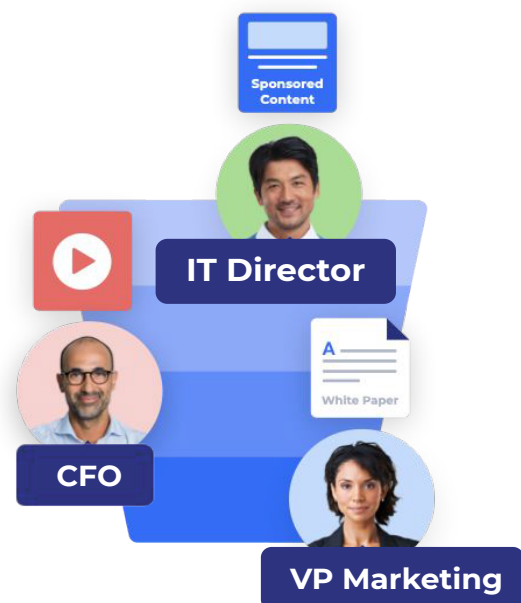 Sponsored
Content
IT Director
A
White Paper
CFO
VP Marketing